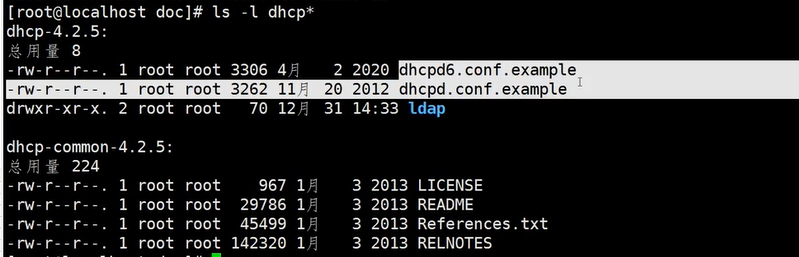 [root@localhost doc]# ls -l dhcp*
dhcp-4.2.5:
总用量 8
-rw-r--r--. 1 root root 3306 4月   2 2020 dhcpd6.conf.example
-rw-r--r--. 1 root root 3262 11月  20 2012 dhcpd.conf.example
drwxr-xr-x. 2 root root   70 12月  31 14:33 ldap

dhcp-common-4.2.5:
总用量 224
-rw-r--r--. 1 root root    967 1月   3 2013 LICENSE
-rw-r--r--. 1 root root  29786 1月   3 2013 README
-rw-r--r--. 1 root root  45499 1月   3 2013 References.txt
-rw-r--r--. 1 root root 142320 1月   3 2013 RELNOTES